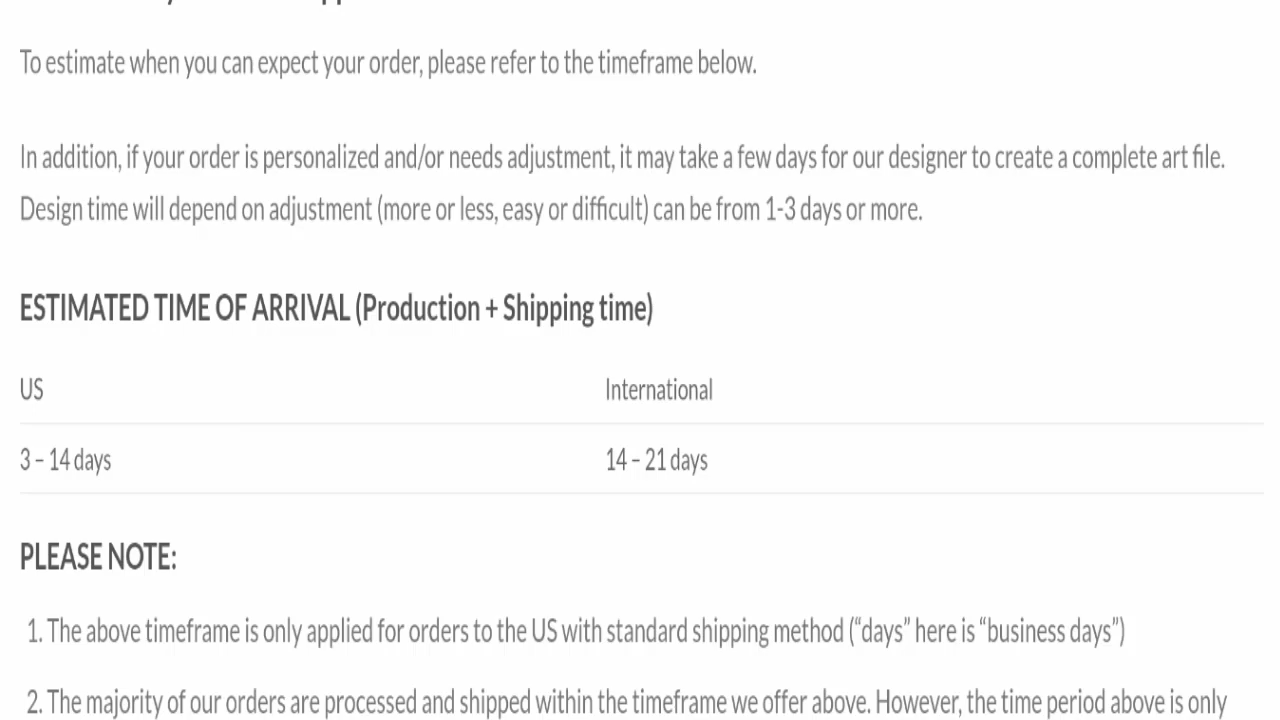 To estimate when you can expect your order, please refer to the timeframe below.
In addition, if your order is personalized and/or needs adjustment, it may take a few days for our designer to create a complete art file.
Design time will depend on adjustment (more or less, easy or difficult) can be from 1-3 days or more.
ESTIMATED TIME OF ARRIVAL (Production + Shipping time)
US International
3 – 14 days 14 – 21 days
PLEASE NOTE:
1. The above timeframe is only applied for orders to the US with standard shipping method (“days” here is “business days”)
2. The majority of our orders are processed and shipped within the timeframe we offer above. However, the time period above is only